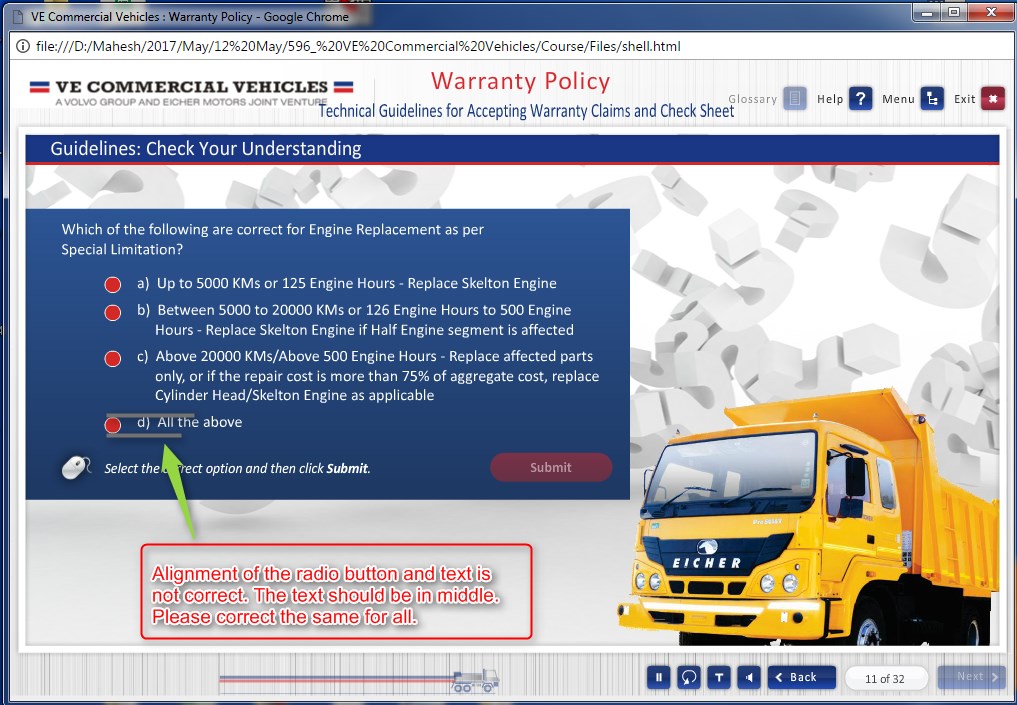 VE Commercial Vehicles : Warranty Policy - Google Chrome
file:///D:/Mahesh/2017/May/12%20May/596_%20VE%20Commercial%20Vehicles/Course/Files/shell.html
VE COMMERCIAL VEHICLES
A VOLVO GROUP AND EICHER MOTORS JOINT VENTURE
Warranty Policy
Technical Guidelines for Accepting Warranty Claims and Check Sheet
Glossary Help ? Menu Exit
Guidelines: Check Your Understanding
Which of the following are correct for Engine Replacement as per
Special Limitation?
a) Up to 5000 KMs or 125 Engine Hours - Replace Skelton Engine
b) Between 5000 to 20000 KMs or 126 Engine Hours to 500 Engine
Hours - Replace Skelton Engine if Half Engine segment is affected
c) Above 20000 KMs/Above 500 Engine Hours - Replace affected parts
only, or if the repair cost is more than 75% of aggregate cost, replace
Cylinder Head/Skelton Engine as applicable
d) All the above
Select the correct option and then click Submit.
Submit
EICHER
Alignment of the radio button and text is
not correct. The text should be in middle.
Please correct the same for all.
T Back 11 of 32 Next